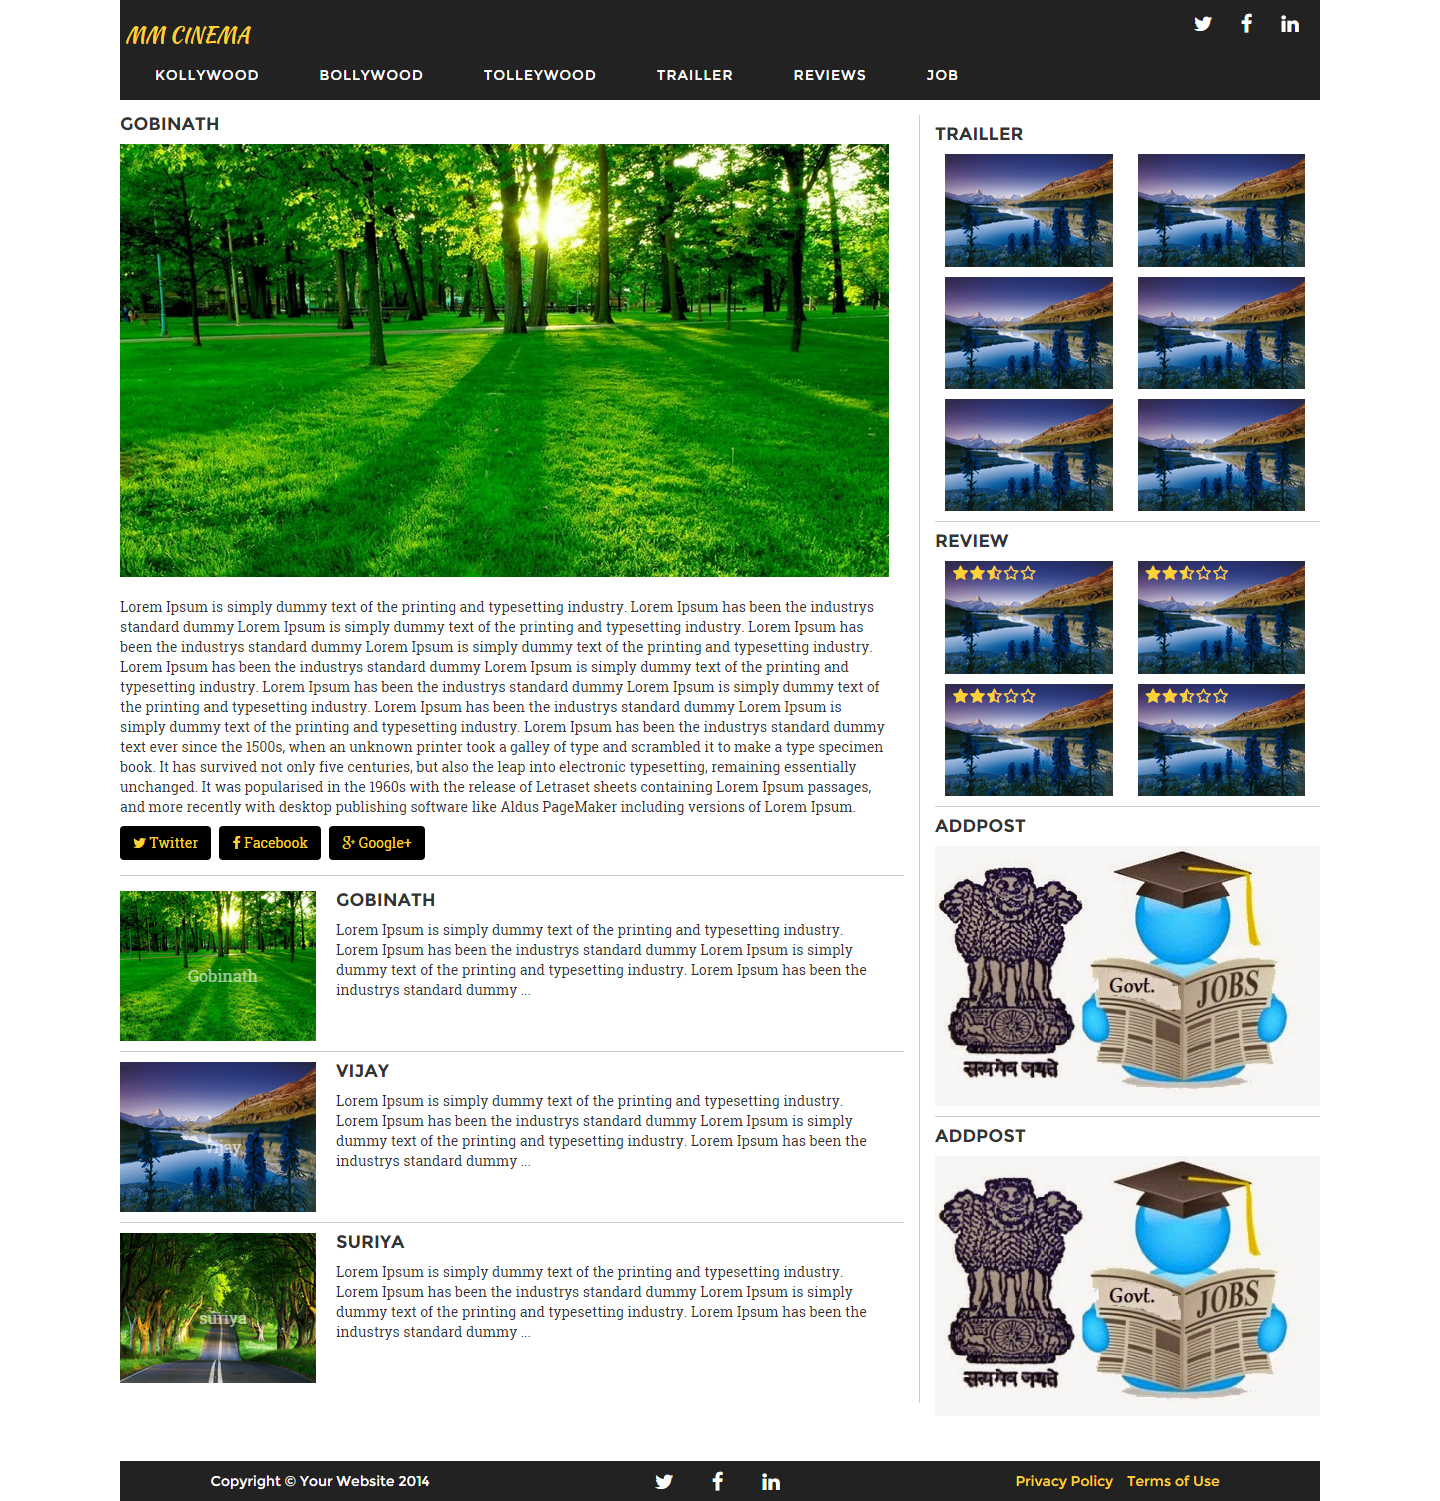 MM CINEMA
KOLLYWOOD BOLLYWOOD TOLLEYWOOD TRAILLER REVIEWS JOB
GOBINATH
Lorem Ipsum is simply dummy text of the printing and typesetting industry. Lorem Ipsum has been the industrys
standard dummy Lorem Ipsum is simply dummy text of the printing and typesetting industry. Lorem Ipsum has
been the industrys standard dummy Lorem Ipsum is simply dummy text of the printing and typesetting industry.
Lorem Ipsum has been the industrys standard dummy Lorem Ipsum is simply dummy text of the printing and
typesetting industry. Lorem Ipsum has been the industrys standard dummy Lorem Ipsum is simply dummy text of
the printing and typesetting industry. Lorem Ipsum has been the industrys standard dummy Lorem Ipsum is
simply dummy text of the printing and typesetting industry. Lorem Ipsum has been the industrys standard dummy
text ever since the 1500s, when an unknown printer took a galley of type and scrambled it to make a type specimen
book. It has survived not only five centuries, but also the leap into electronic typesetting, remaining essentially
unchanged. It was popularised in the 1960s with the release of Letraset sheets containing Lorem Ipsum passages,
and more recently with desktop publishing software like Aldus PageMaker including versions of Lorem Ipsum.
Twitter Facebook Google+
Gobinath
GOBINATH
Lorem Ipsum is simply dummy text of the printing and typesetting industry.
Lorem Ipsum has been the industrys standard dummy Lorem Ipsum is simply
dummy text of the printing and typesetting industry. Lorem Ipsum has been the
industrys standard dummy ...
Vijay
VIJAY
Lorem Ipsum is simply dummy text of the printing and typesetting industry.
Lorem Ipsum has been the industrys standard dummy Lorem Ipsum is simply
dummy text of the printing and typesetting industry. Lorem Ipsum has been the
industrys standard dummy ...
suriya
SURIYA
Lorem Ipsum is simply dummy text of the printing and typesetting industry.
Lorem Ipsum has been the industrys standard dummy Lorem Ipsum is simply
dummy text of the printing and typesetting industry. Lorem Ipsum has been the
industrys standard dummy ...
TRAILLER
REVIEW
ADDPOST
Govt. JOBS
सत्यमेव जयते
ADDPOST
Govt. JOBS
सत्यमेव जयते
Copyright © Your Website 2014
Privacy Policy Terms of Use